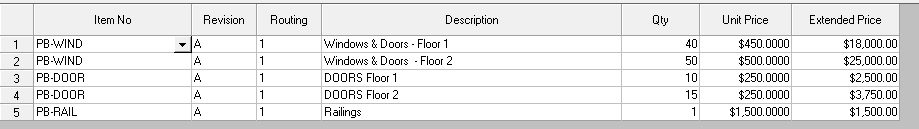 Item No Revision Routing Description Qty Unit Price Extended Price
1 PB-WIND A 1 Windows & Doors - Floor 1 40 $450.0000 $18,000.00
2 PB-WIND A 1 Windows & Doors - Floor 2 50 $500.0000 $25,000.00
3 PB-DOOR A 1 DOORS Floor 1 10 $250.0000 $2,500.00
4 PB-DOOR A 1 DOORS Floor 2 15 $250.0000 $3,750.00
5 PB-RAIL A 1 Railings 1 $1,500.0000 $1,500.00